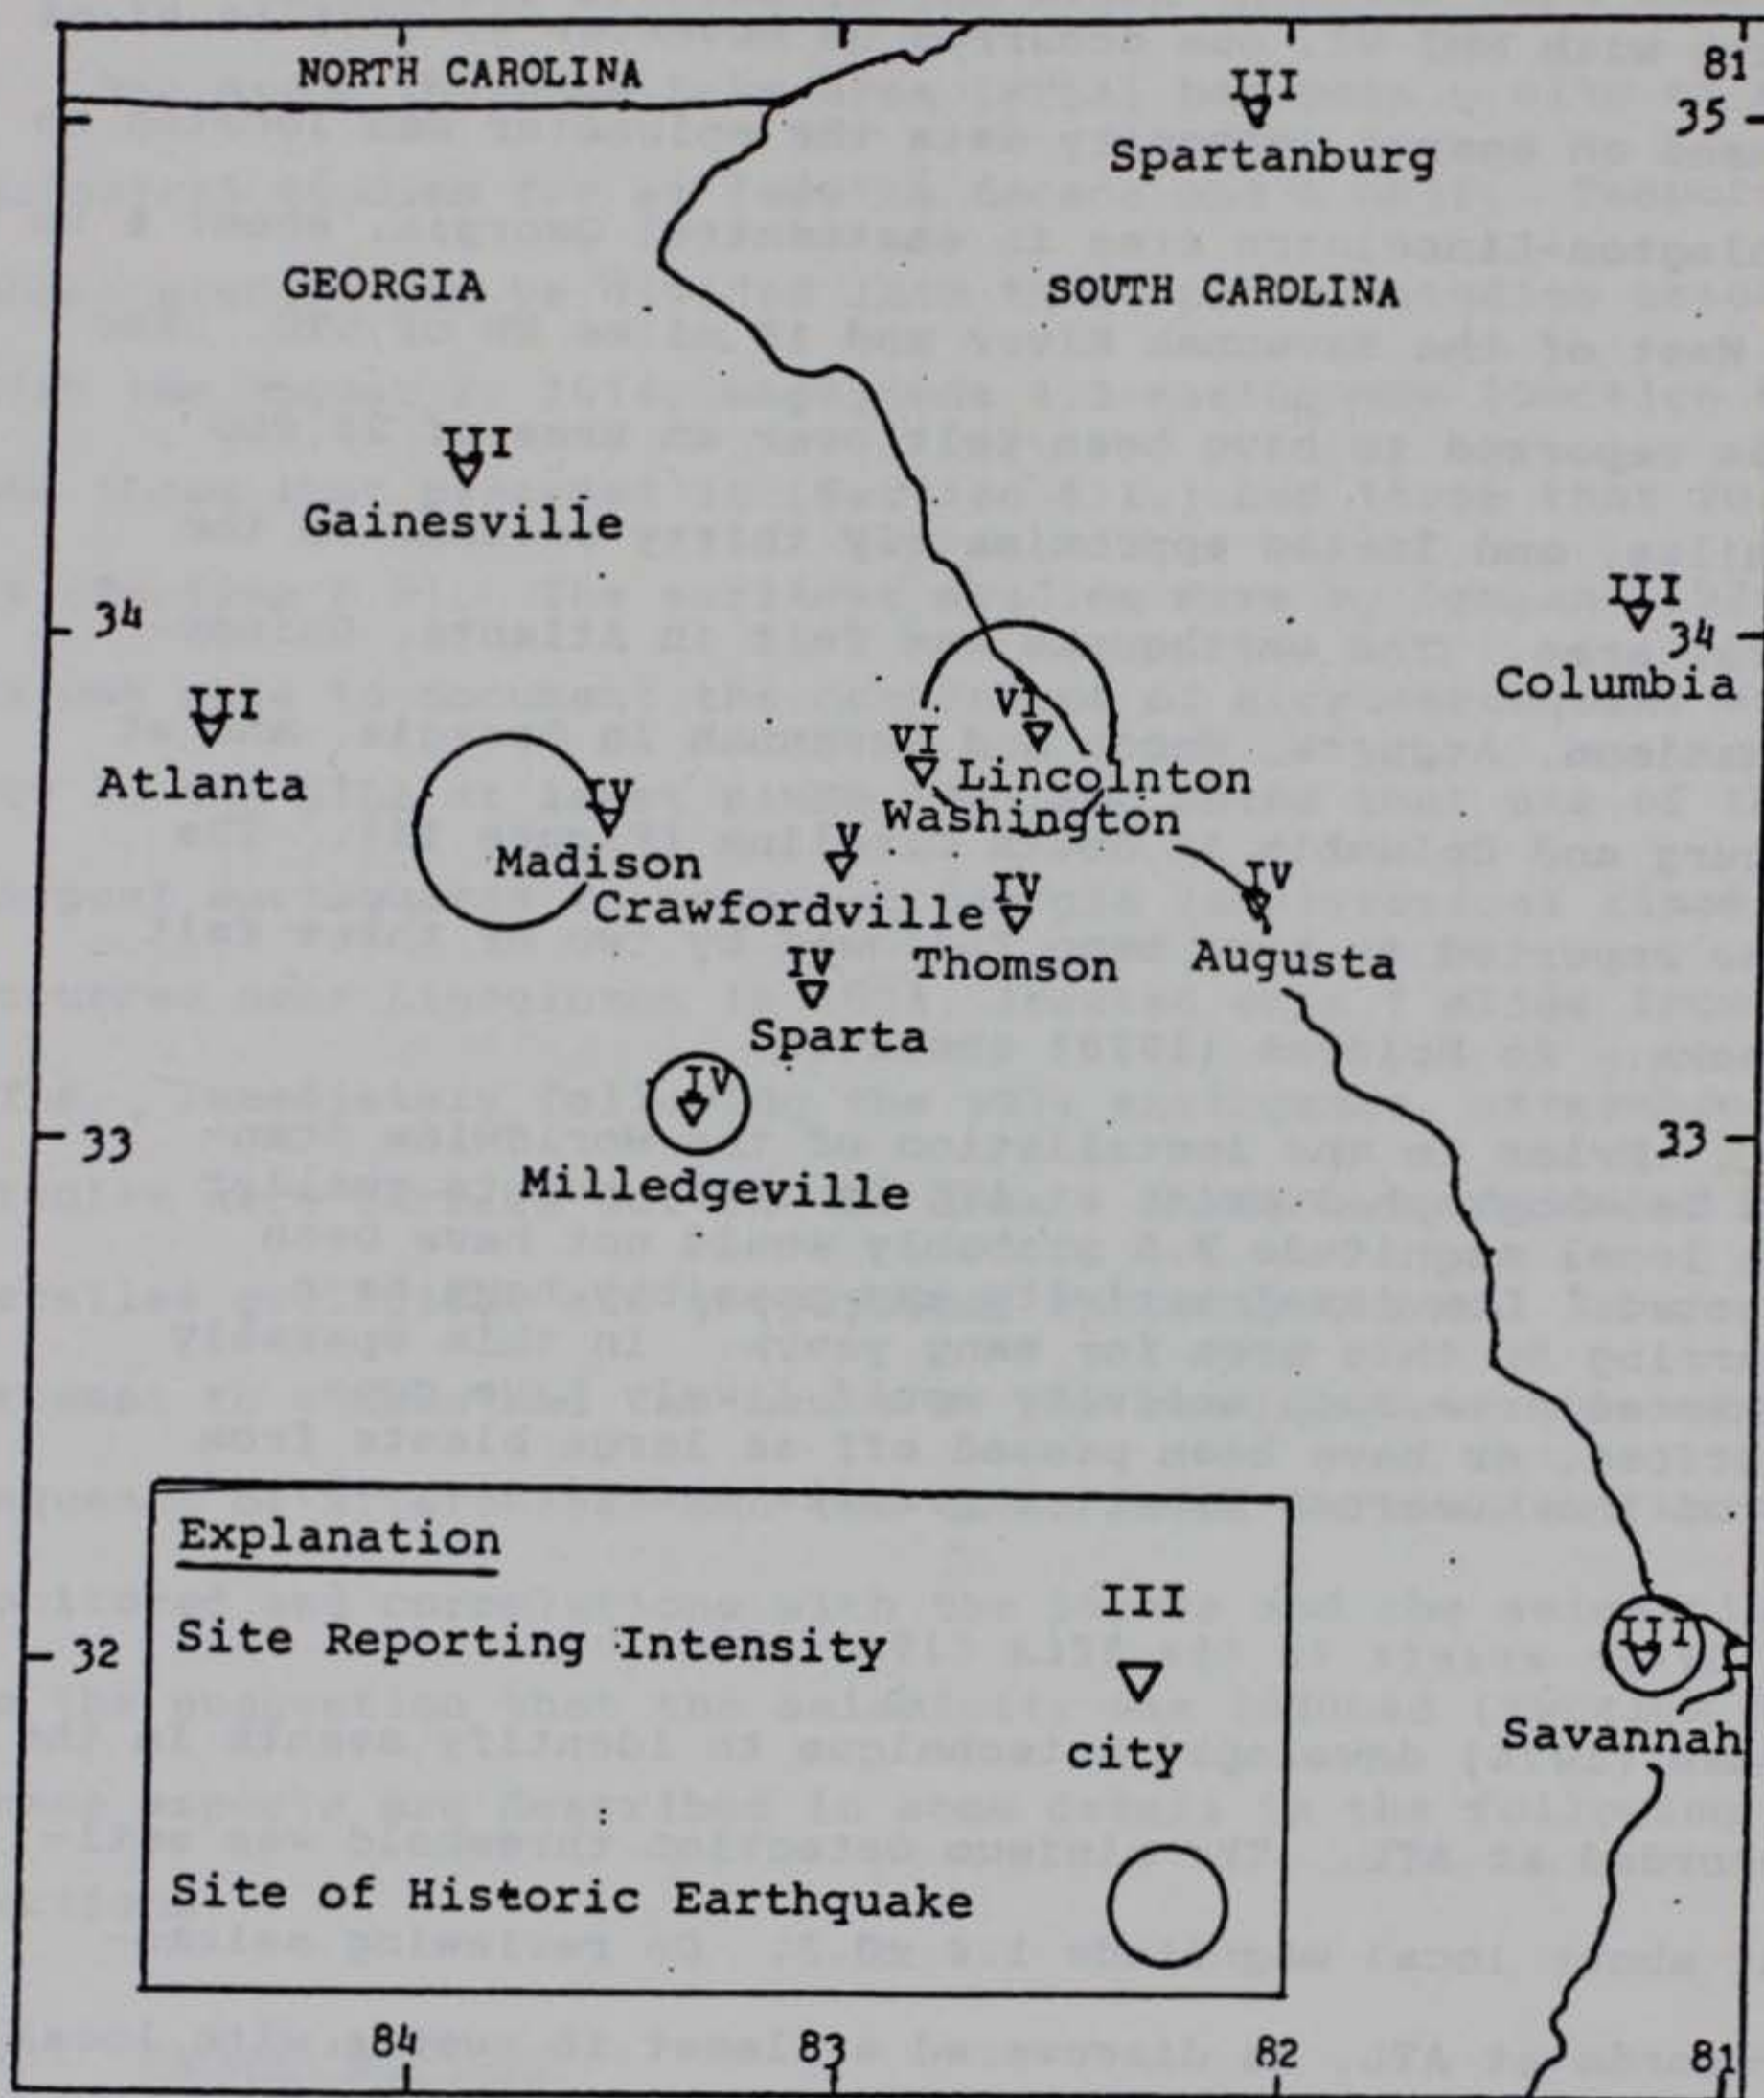 NORTH CAROLINA
81
III
35
Spartanburg
GEORGIA
SOUTH CAROLINA
III
Gainesville
III
34
34
Columbia
III
Atlanta
VI
VI
Lincolnton
Washington
IV
Madison
V
Crawfordville
IV
Thomson
IV
Augusta
IV
Sparta
IV
Milledgeville
33
33
Explanation
III
Site Reporting Intensity
city
Site of Historic Earthquake
III
32
Savannah
84
83
82
81